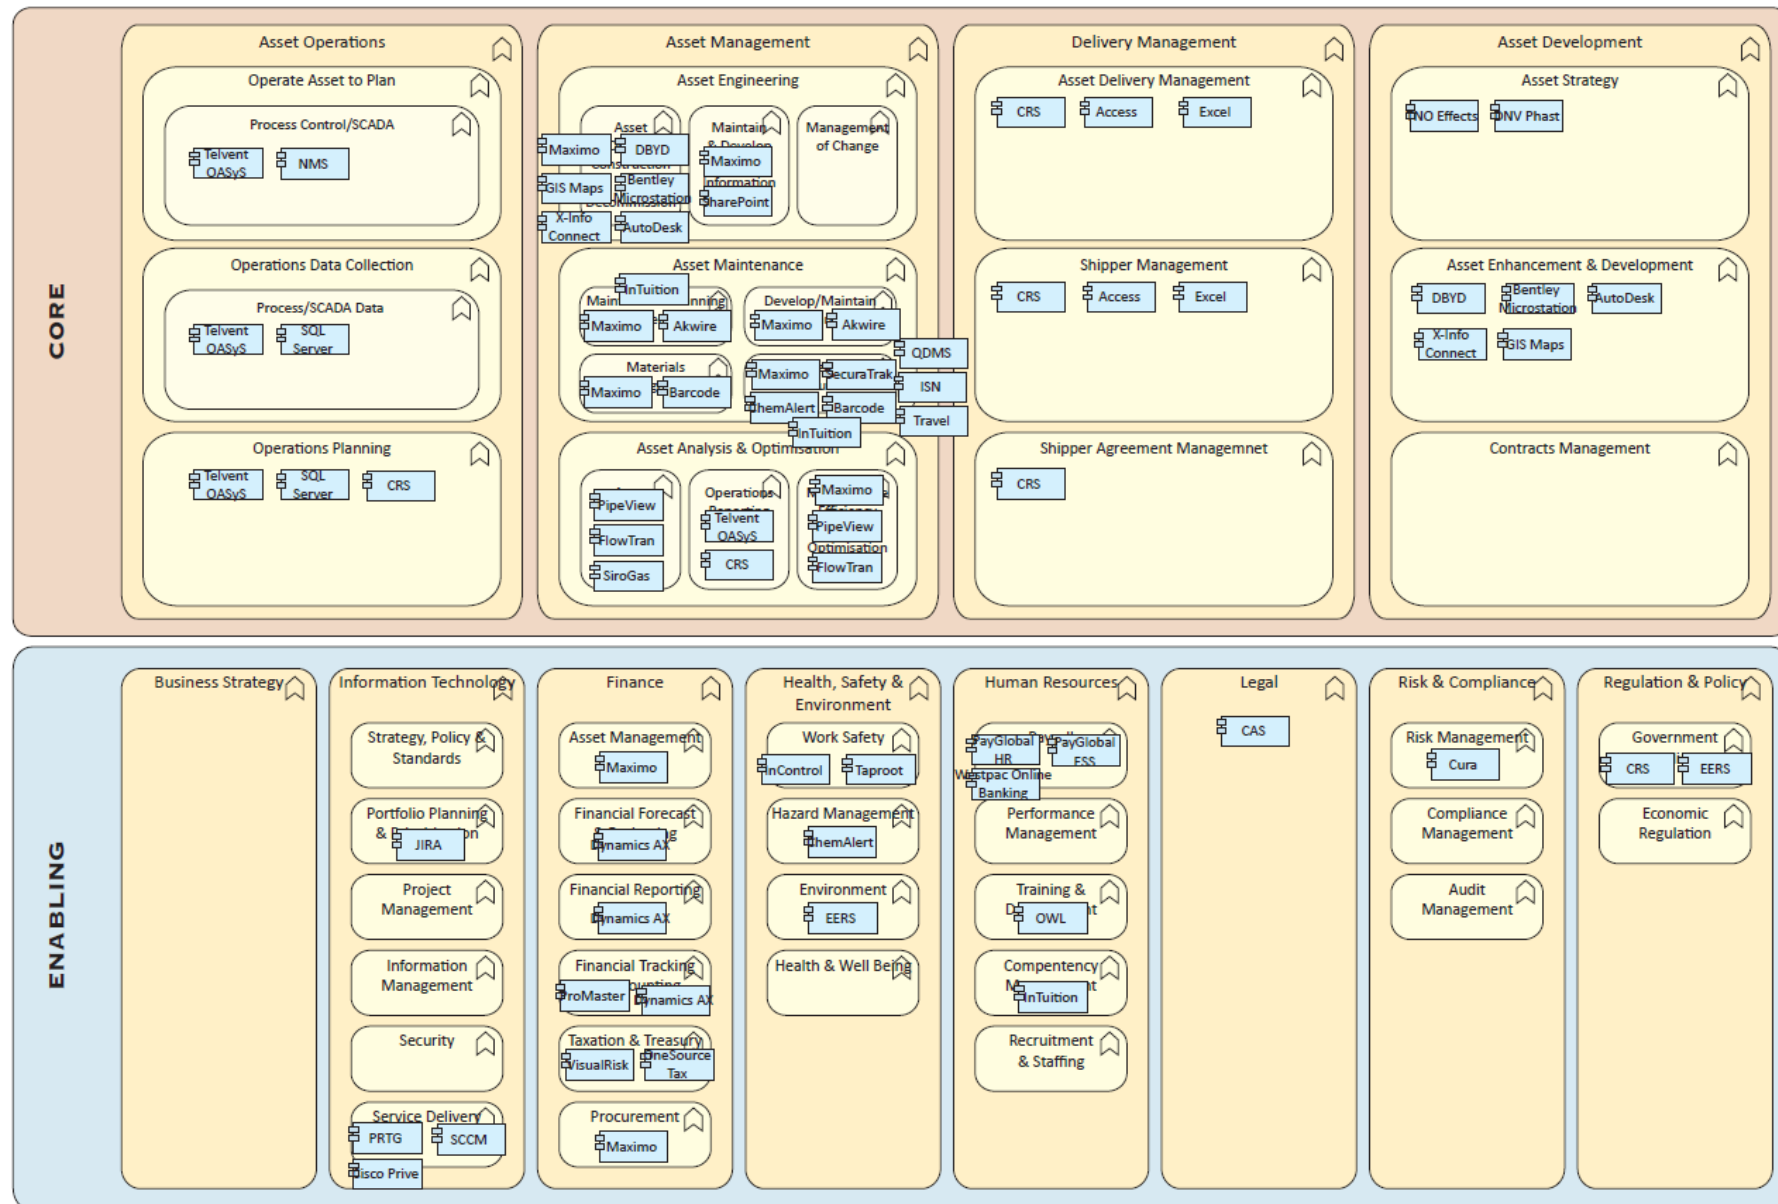 CORE
Asset Operations
Operate Asset to Plan
Process Control/SCADA
Telvent
OASyS
NMS
Operations Data Collection
Process/SCADA Data
Telvent
OASyS
SQL
Server
Operations Planning
Telvent
OASyS
SQL
Server
CRS
Asset Management
Asset Engineering
Asset
Maximo
DBYD
GIS Maps
Bentley
Microstation
X-Info
Connect
AutoDesk
Maintain
& Develop
Maximo
Information
SharePoint
Management
of Change
Asset Maintenance
InTuition
Maximo
Akwire
Develop/Maintain
Maximo
Akwire
Materials
Maximo
Barcode
Maximo
SecuraTrak
ChemAlert
Barcode
InTuition
QDMS
ISN
Travel
Asset Analysis & Optimisation
PipeView
FlowTran
SiroGas
Operations
Reporting
Telvent
OASyS
CRS
Maximo
Efficiency
PipeView
Optimisation
FlowTran
Delivery Management
Asset Delivery Management
CRS
Access
Excel
Shipper Management
CRS
Access
Excel
Shipper Agreement Managemnet
CRS
Asset Development
Asset Strategy
NO Effects
DNV Phast
Asset Enhancement & Development
DBYD
Bentley
Microstation
AutoDesk
X-Info
Connect
GIS Maps
Contracts Management
ENABLING
Business Strategy
Information Technology
Strategy, Policy &
Standards
Portfolio Planning
JIRA
Project
Management
Information
Management
Security
Service Delivery
PRTG
SCCM
Cisco Prive
Finance
Asset Management
Maximo
Financial Forecast
Dynamics AX
Financial Reporting
Dynamics AX
Financial Tracking
ProMaster
Dynamics AX
Taxation & Treasury
VisualRisk
OneSource
Tax
Procurement
Maximo
Health, Safety &
Environment
Work Safety
InControl
Taproot
Hazard Management
ChemAlert
Environment
EERS
Health & Well Being
Human Resources
PayGlobal
HR
PayGlobal
ESS
Westpac Online
Banking
Performance
Management
Training &
OWL
Compentency
InTuition
Recruitment
& Staffing
Legal
CAS
Risk & Compliance
Risk Management
Cura
Compliance
Management
Audit
Management
Regulation & Policy
Government
CRS
EERS
Economic
Regulation